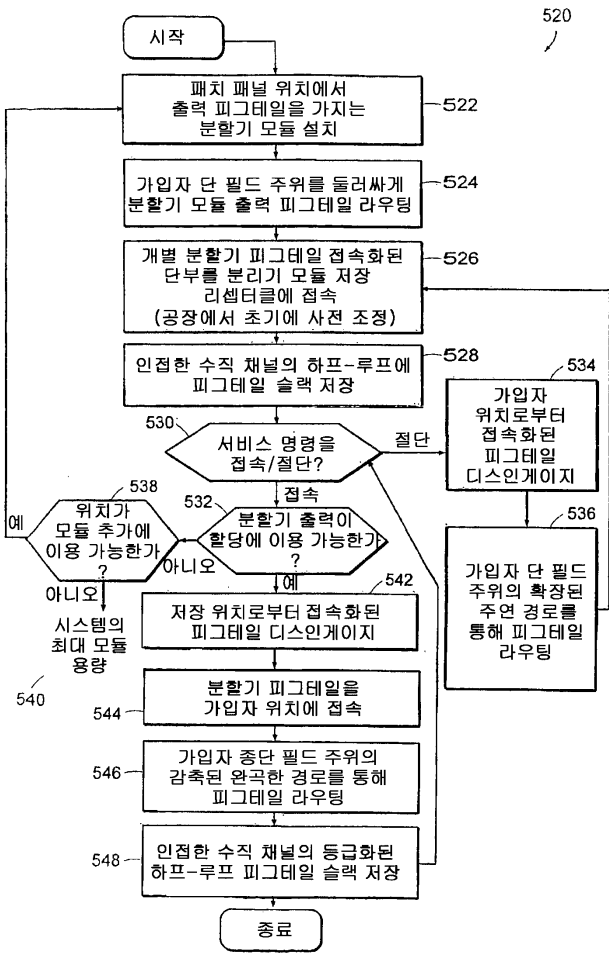 520
시작
패치 패널 위치에서
출력 피그테일을 가지는
분할기 모듈 설치
522
가입자 단 필드 주위를 둘러싸게
분할기 모듈 출력 피그테일 라우팅
524
개별 분할기 피그테일 접속화된
단부를 분리기 모듈 저장
리셉터클에 접속
(공장에서 초기에 사전 조정)
526
인접한 수직 채널의 하프-루프에
피그테일 슬랙 저장
528
530
서비스 명령을
접속/절단?
절단
접속
534
가입자
위치로부터
접속화된
피그테일
디스인게이지
536
가입자 단 필드
주위의 확장된
주연 경로를
통해 피그테일
라우팅
532
분할기 출력이
할당에 이용 가능한가
?
아니오
예
538
위치가
모듈 추가에
이용 가능한가
?
예
아니오
시스템의
최대 모듈
용량
540
542
저장 위치로부터 접속화된
피그테일 디스인게이지
544
분할기 피그테일을
가입자 위치에 접속
546
가입자 종단 필드 주위의
감축된 완곡한 경로를 통해
피그테일 라우팅
548
인접한 수직 채널의 등급화된
하프-루프 피그테일 슬랙 저장
종료